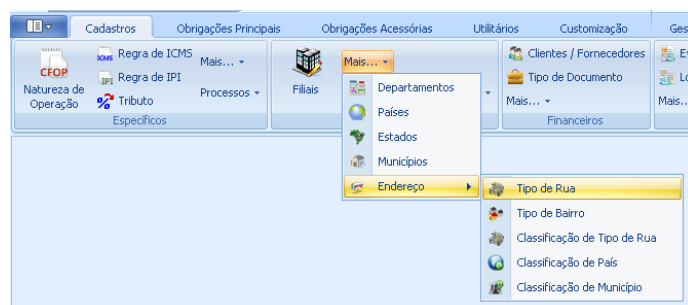 Cadastros
Obrigações Principais
Obrigações Acessórias
Utilitários
Customização
Ges
CFOP
Natureza de
Operação
ICMS Regra de ICMS
IPI Regra de IPI
Tributo
Mais...
Processos
Específicos
Filiais
Mais...
Clientes / Fornecedores
Tipo de Documento
Mais...
Financeiros
Mais..
Departamentos
Países
Estados
Municípios
Endereço
Tipo de Rua
Tipo de Bairro
Classificação de Tipo de Rua
Classificação de País
Classificação de Município